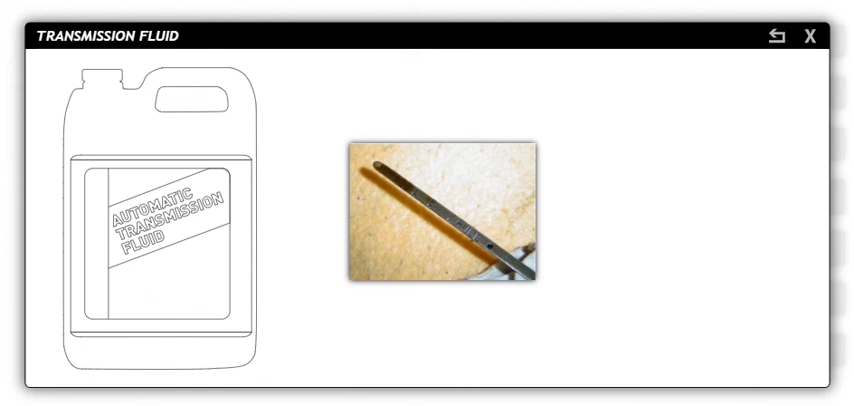 TRANSMISSION FLUID
X
AUTOMATIC
TRANSMISSION
FLUID